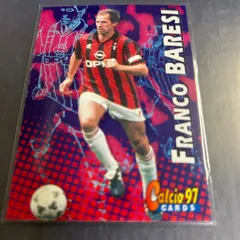 OPEL
FRANCO BARESI
Calcio 97
CARDS